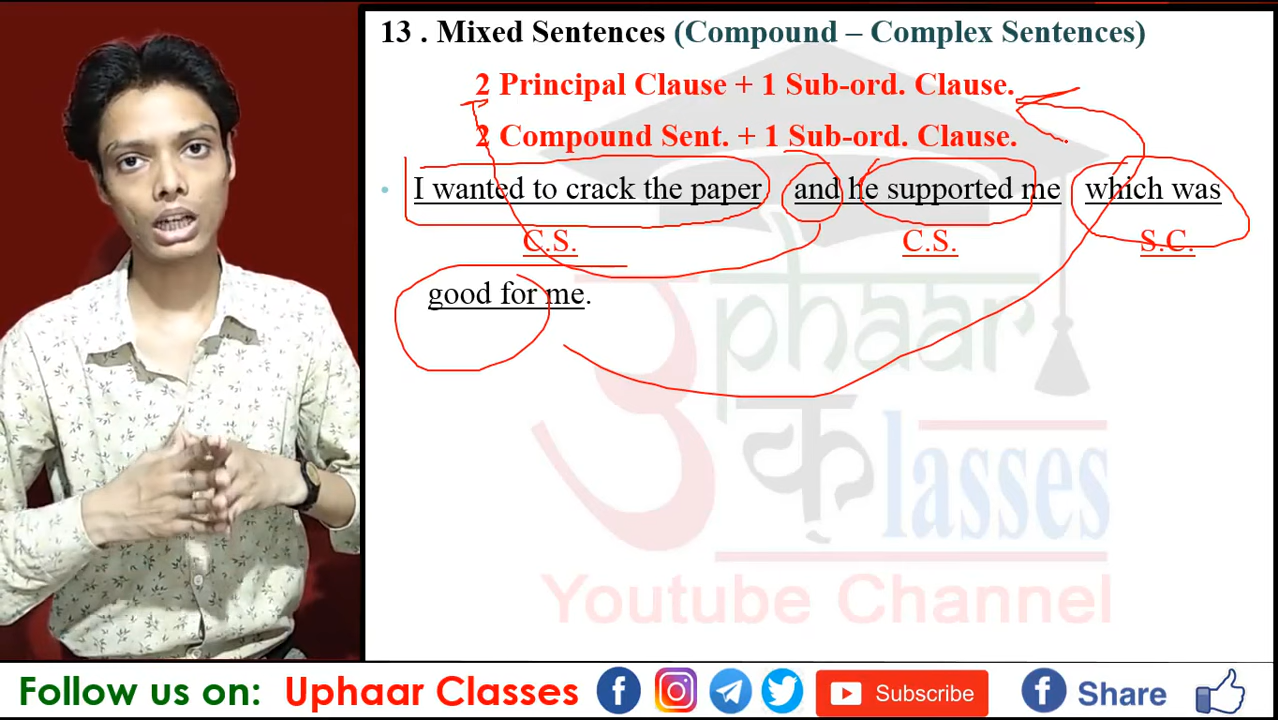 13 . Mixed Sentences (Compound – Complex Sentences)
2 Principal Clause + 1 Sub-ord. Clause.
2 Compound Sent. + 1 Sub-ord. Clause.
• I wanted to crack the paper and he supported me which was
C.S. C.S. S.C.
good for me.
उphaar
क lasses
Youtube Channel
Follow us on: Uphaar Classes Subscribe Share